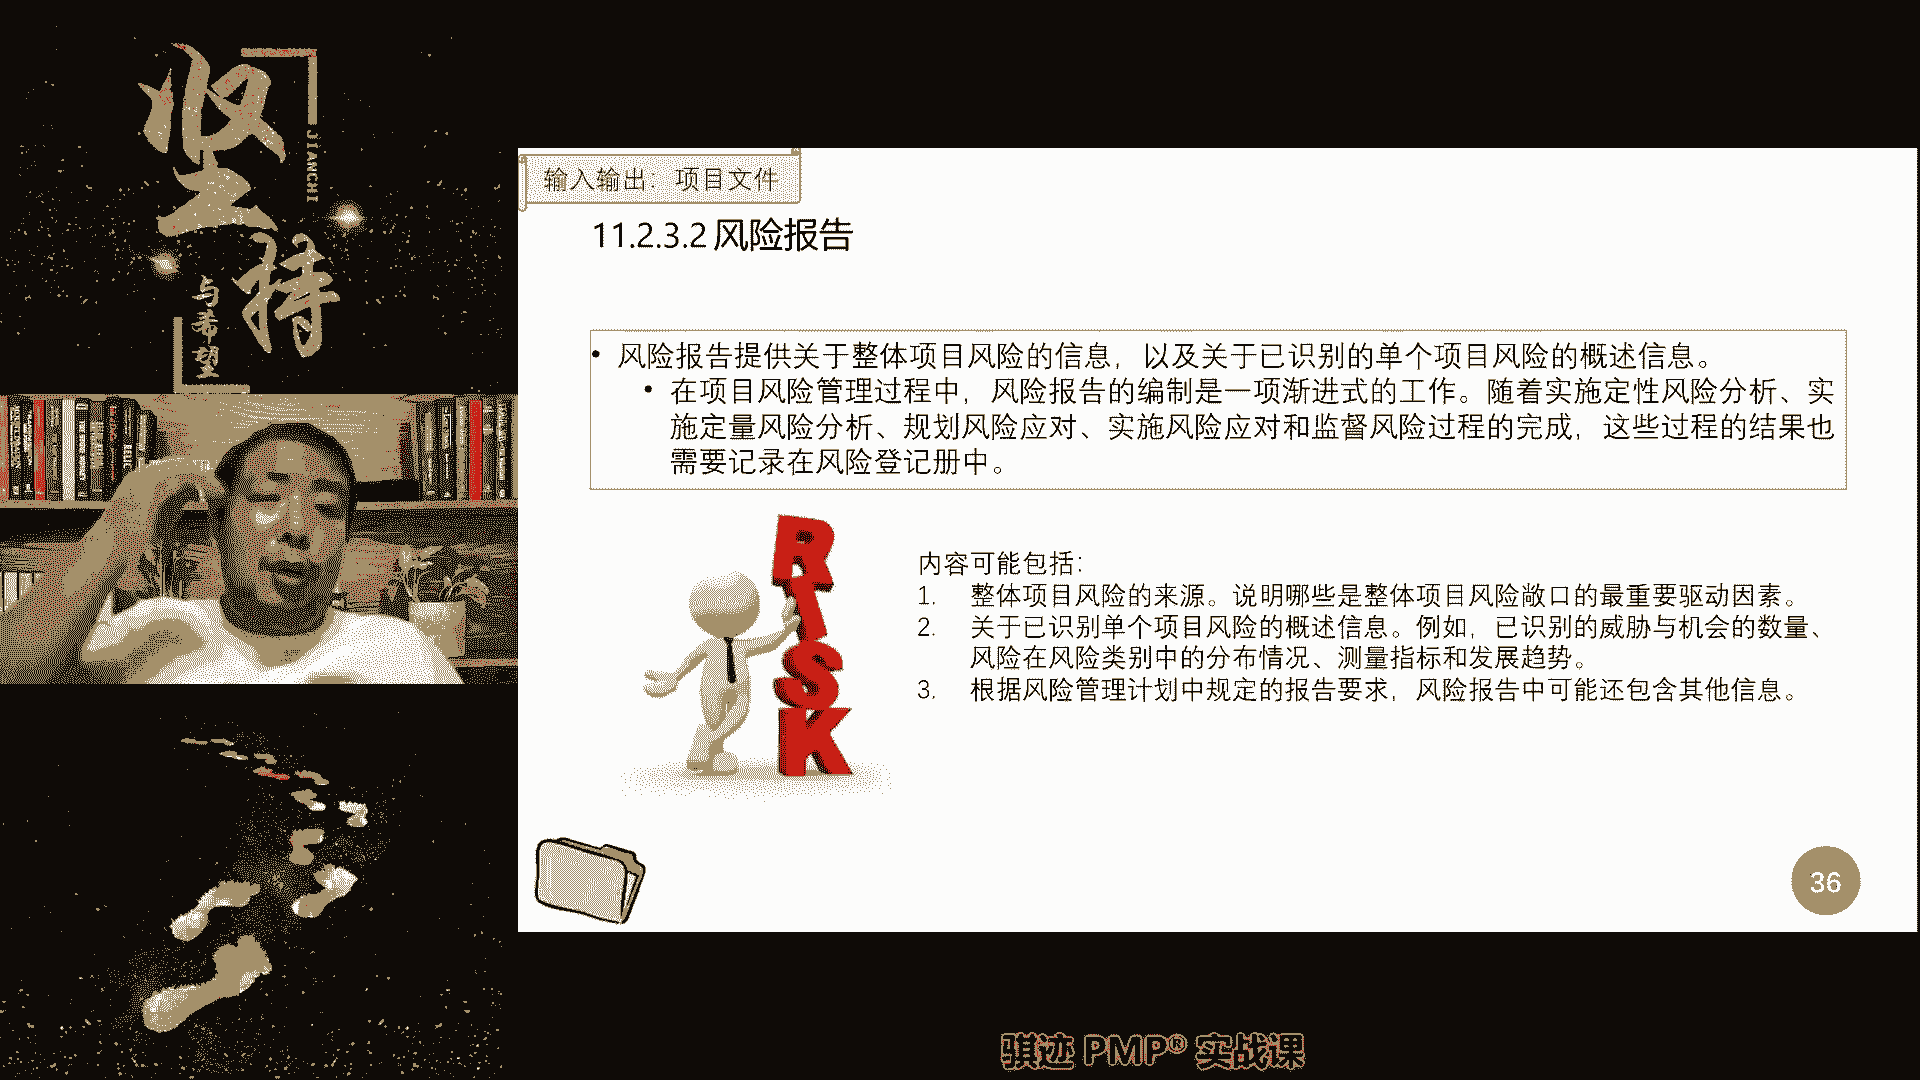 坚持
JIANCHI
与希望
输入输出：项目文件
11.2.3.2 风险报告
• 风险报告提供关于整体项目风险的信息，以及关于已识别的单个项目风险的概述信息。
• 在项目风险管理过程中，风险报告的编制是一项渐进式的工作。随着实施定性风险分析、实
施定量风险分析、规划风险应对、实施风险应对和监督风险过程的完成，这些过程的结果也
需要记录在风险登记册中。
RISK
内容可能包括：
1. 整体项目风险的来源。说明哪些是整体项目风险敞口的最重要驱动因素。
2. 关于已识别单个项目风险的概述信息。例如，已识别的威胁与机会的数量、
风险在风险类别中的分布情况、测量指标和发展趋势。
3. 根据风险管理计划中规定的报告要求，风险报告中可能还包含其他信息。
36
骐迹 PMP® 实战课